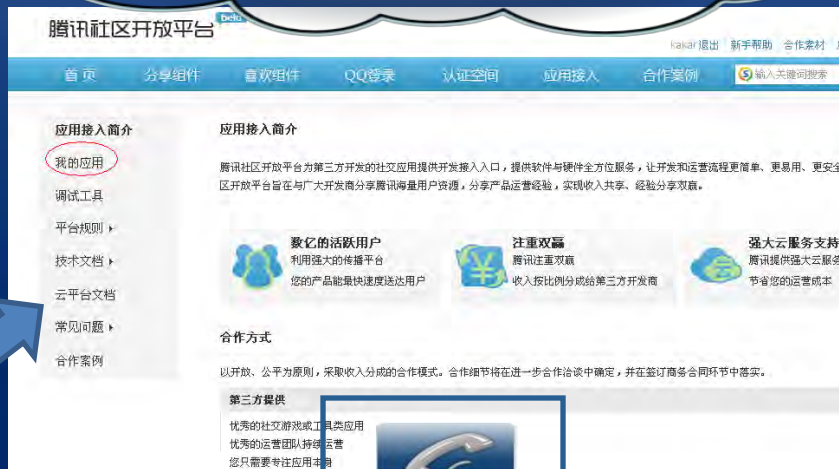 腾讯社区开放平台 beta
kakar 退出 新手帮助 合作素材
首页 分享组件 喜欢组件 QQ登录 认证空间 应用接入 合作案例 输入关键词搜索
应用接入简介
我的应用
调试工具
平台规则
技术文档
云平台文档
常见问题
合作案例
应用接入简介
腾讯社区开放平台为第三方开发的社交应用提供开发接入入口，提供软件与硬件全方位服务，让开发和运营流程更简单、更易用、更安全
区开放平台旨在与广大开发商分享腾讯海量用户资源，分享产品运营经验，实现收入共享、经验分享双赢。
数亿的活跃用户
利用强大的传播平台
您的产品能最快速度送达用户
注重双赢
腾讯注重双赢
收入按比例分成给第三方开发商
强大云服务支持
腾讯提供强大云服务
节省您的运营成本
合作方式
以开放、公平为原则，采取收入分成的合作模式。合作细节将在进一步合作洽谈中确定，并在签订商务合同环节中落实。
第三方提供
优秀的社交游戏或工具类应用
优秀的运营团队持续运营
您只需要专注应用本身